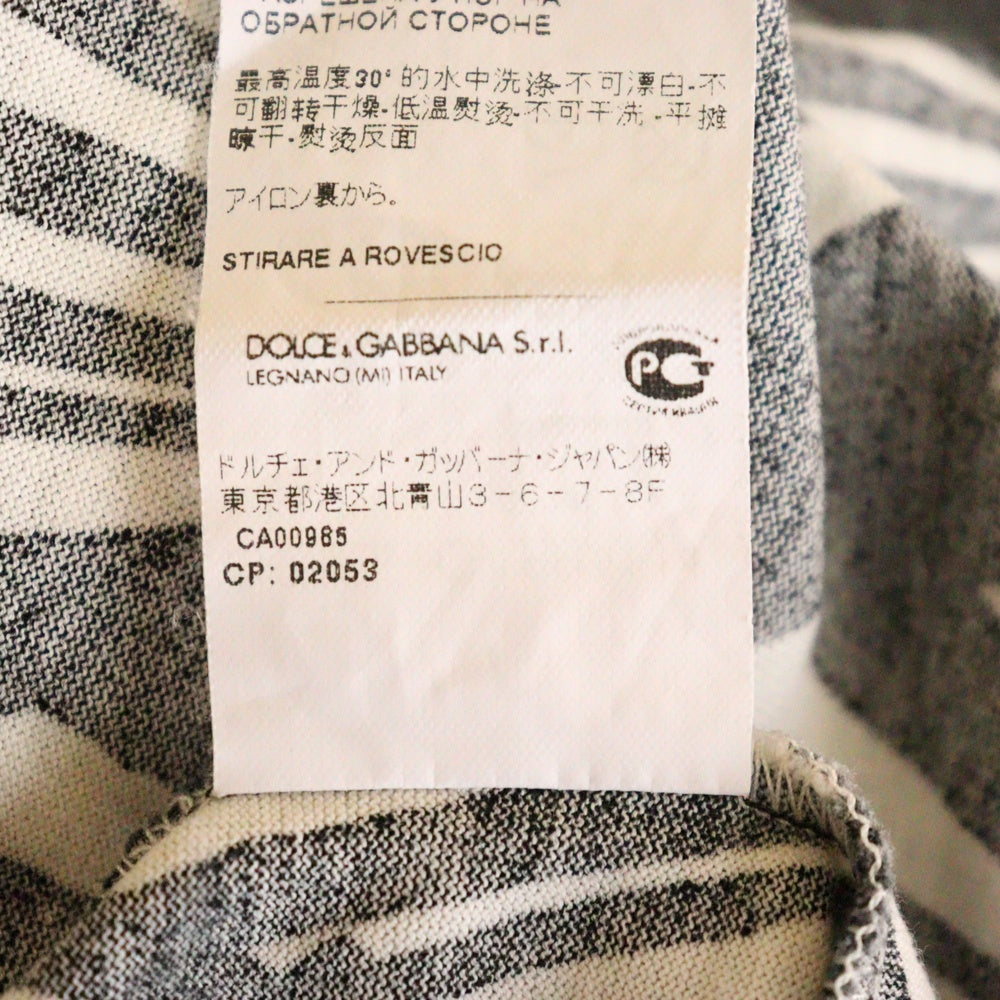 ОБРАТНОЙ СТОРОНЕ
最高温度30°的水中洗涤-不可漂白-不
可翻转干燥-低温熨烫-不可干洗-平摊
晾干-熨烫反面
アイロン裏から。
STIRARE A ROVESCIO
DOLCE & GABBANA S.r.l.
LEGNANO (MI) ITALY
РСТ
ドルチェ・アンド・ガッバーナ・ジャパン㈱
東京都港区北青山3-6-7-8F
CA00985
CP: 02053